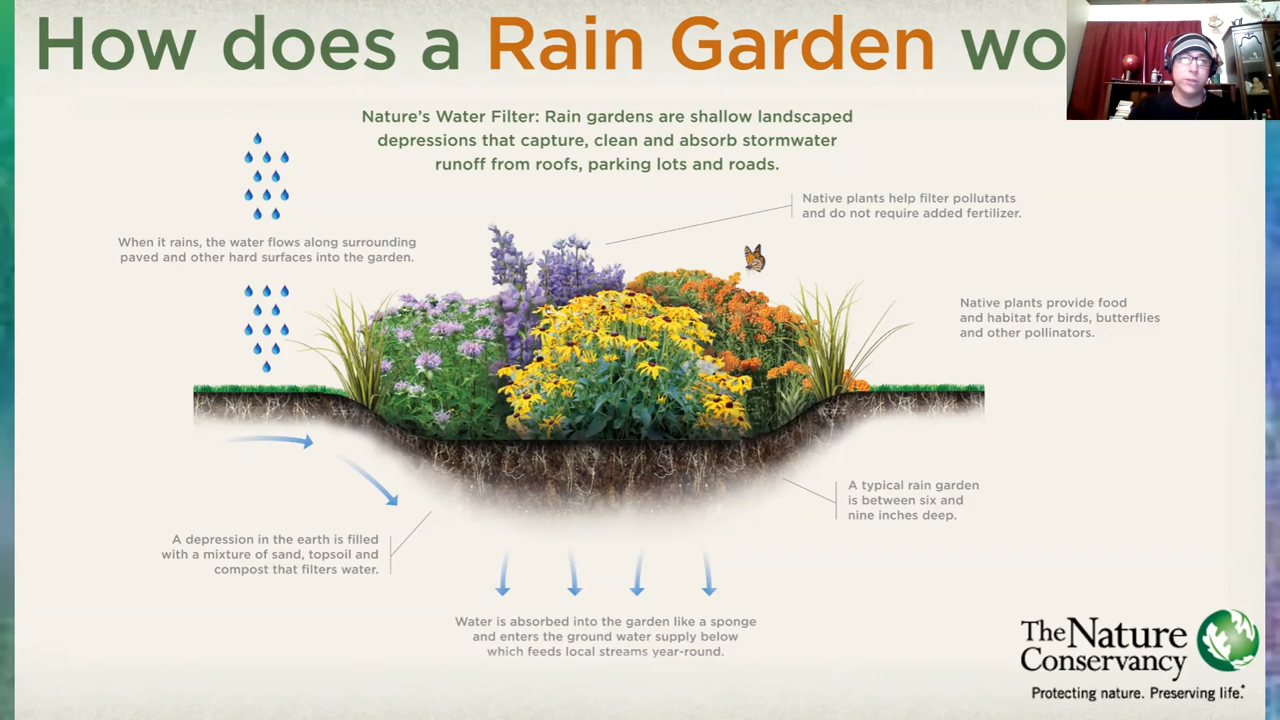 How does a Rain Garden wo
Nature's Water Filter: Rain gardens are shallow landscaped
depressions that capture, clean and absorb stormwater
runoff from roofs, parking lots and roads.
Native plants help filter pollutants
and do not require added fertilizer.
When it rains, the water flows along surrounding
paved and other hard surfaces into the garden.
Native plants provide food
and habitat for birds, butterflies
and other pollinators.
A typical rain garden
is between six and
nine inches deep.
A depression in the earth is filled
with a mixture of sand, topsoil and
compost that filters water.
Water is absorbed into the garden like a sponge
and enters the ground water supply below
which feeds local streams year-round.
The Nature
Conservancy
Protecting nature. Preserving life.